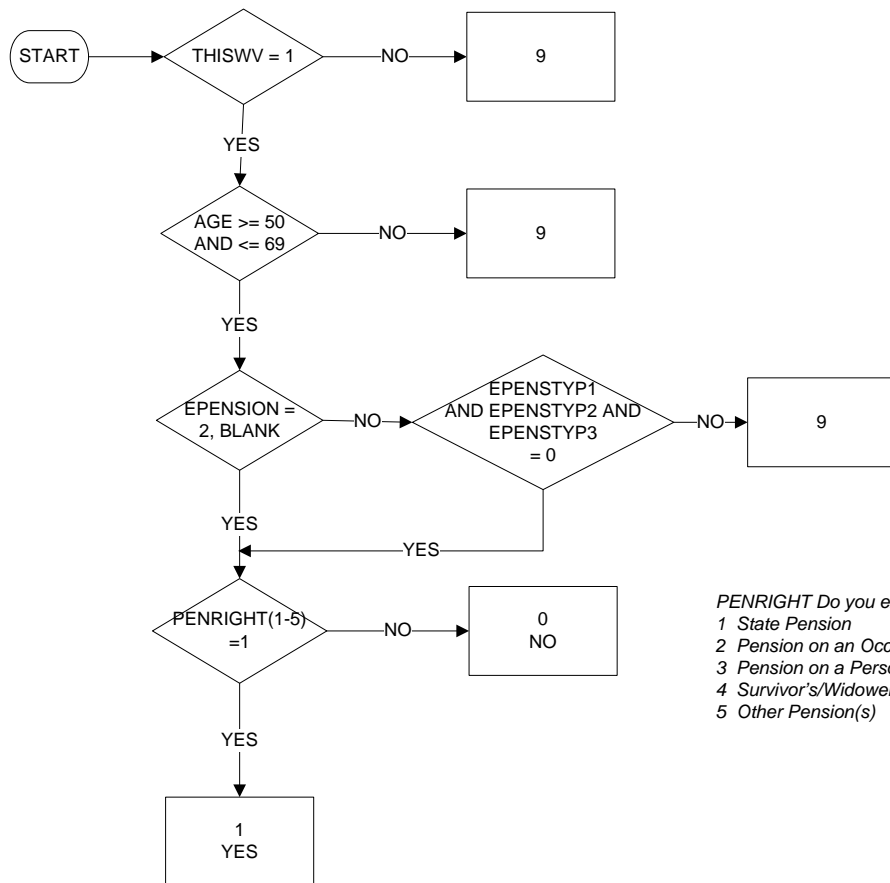 START
THISWV = 1
NO
9
YES
AGE >= 50
AND <= 69
NO
9
YES
EPENSION =
2, BLANK
NO
EPENSTYP1
AND EPENSTYP2 AND
EPENSTYP3
= 0
NO
9
YES
YES
PENRIGHT(1-5)
=1
NO
0
NO
PENRIGHT Do you e
1 State Pension
2 Pension on an Occ
3 Pension on a Perso
4 Survivor's/Widower
5 Other Pension(s)
YES
1
YES